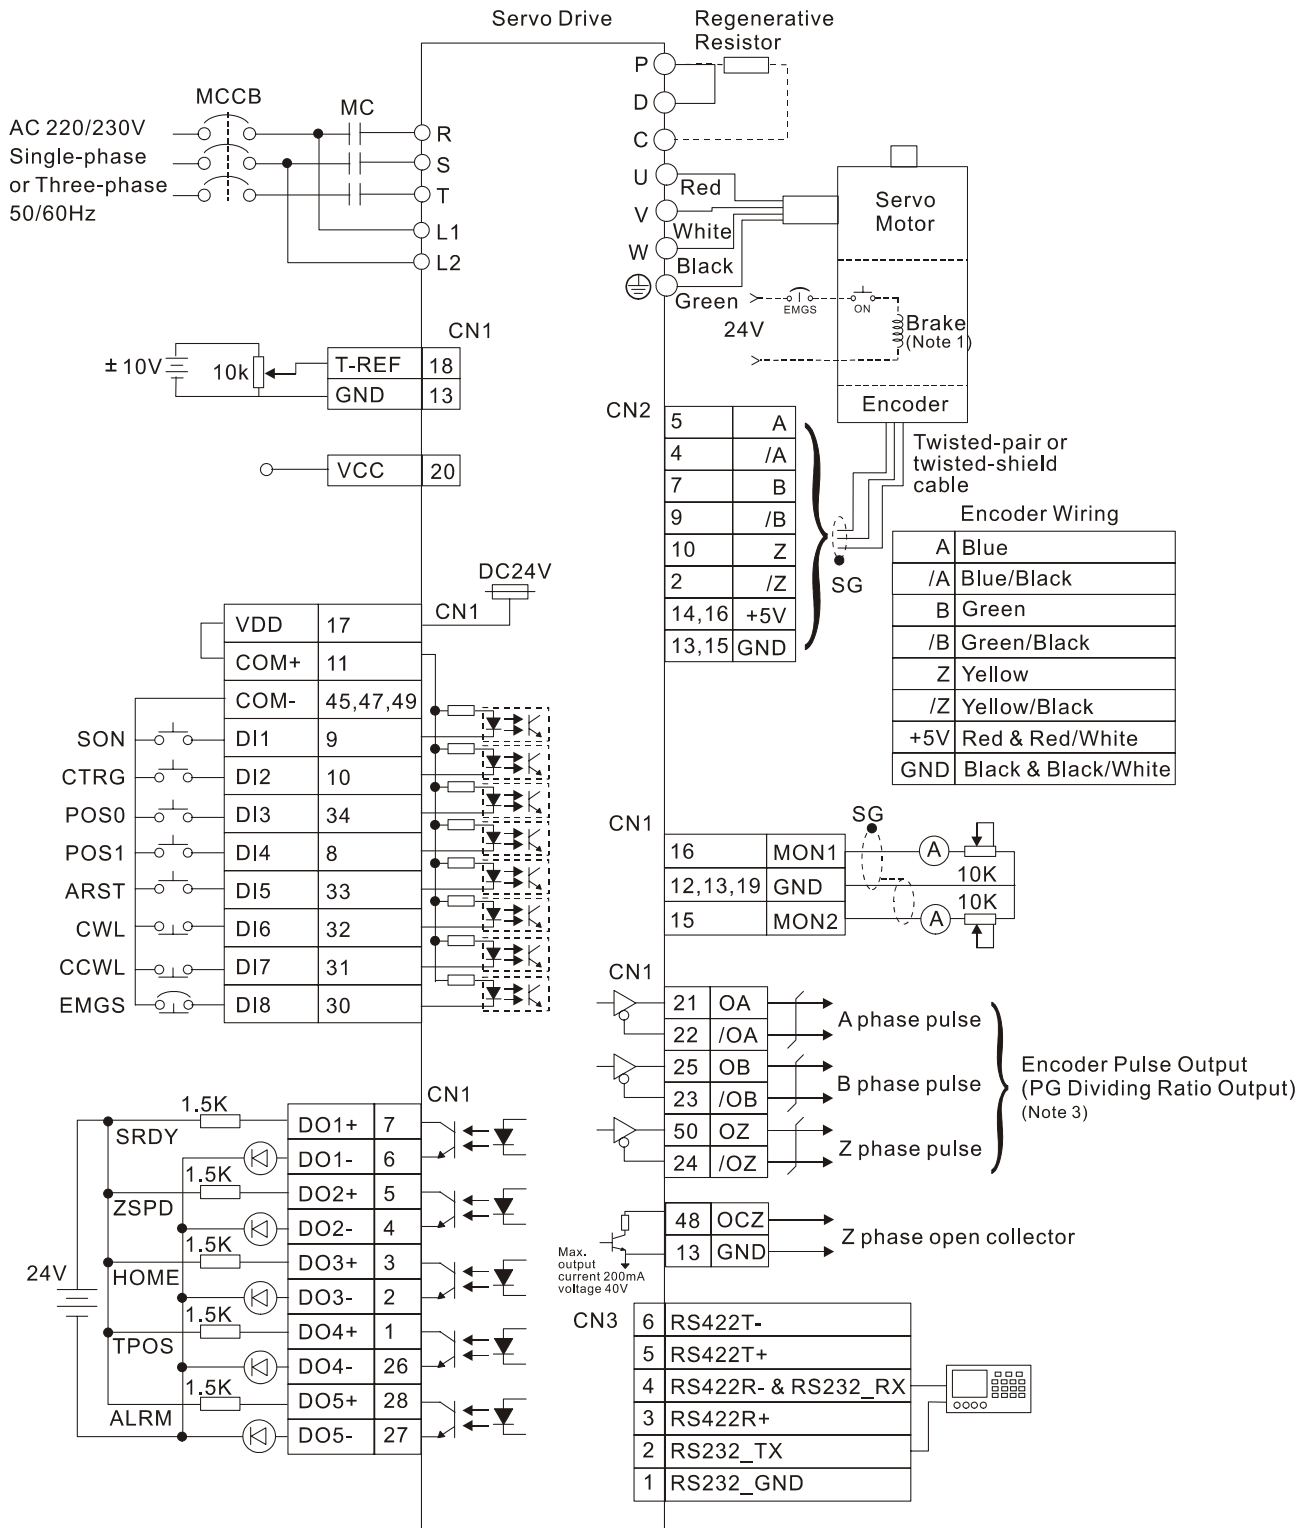 Servo Drive
Regenerative
Resistor
P
D
C
U
V
W
Red
White
Black
Green
MCCB
MC
AC 220/230V
Single-phase
or Three-phase
50/60Hz
R
S
T
L1
L2
Servo
Motor
24V
EMGS
ON
Brake
(Note 1)
Encoder
CN1
± 10V
10k
T-REF 18
GND 13
VCC 20
CN2
5 A
4 /A
7 B
9 /B
10 Z
2 /Z
14,16 +5V
13,15 GND
SG
Twisted-pair or
twisted-shield
cable
Encoder Wiring
A Blue
/A Blue/Black
B Green
/B Green/Black
Z Yellow
/Z Yellow/Black
+5V Red & Red/White
GND Black & Black/White
DC24V
CN1
VDD 17
COM+ 11
COM- 45,47,49
SON DI1 9
CTRG DI2 10
POS0 DI3 34
POS1 DI4 8
ARST DI5 33
CWL DI6 32
CCWL DI7 31
EMGS DI8 30
CN1
SG
16 MON1
12,13,19 GND
15 MON2
A
10K
10K
A
CN1
21 OA
22 /OA
A phase pulse
25 OB
23 /OB
B phase pulse
50 OZ
24 /OZ
Z phase pulse
Encoder Pulse Output
(PG Dividing Ratio Output)
(Note 3)
48 OCZ
13 GND
Z phase open collector
Max.
output
current 200mA
voltage 40V
CN1
24V
1.5K
SRDY
DO1+ 7
DO1- 6
1.5K
ZSPD
DO2+ 5
DO2- 4
1.5K
HOME
DO3+ 3
DO3- 2
1.5K
TPOS
DO4+ 1
DO4- 26
1.5K
ALRM
DO5+ 28
DO5- 27
CN3
6 RS422T-
5 RS422T+
4 RS422R- & RS232_RX
3 RS422R+
2 RS232_TX
1 RS232_GND